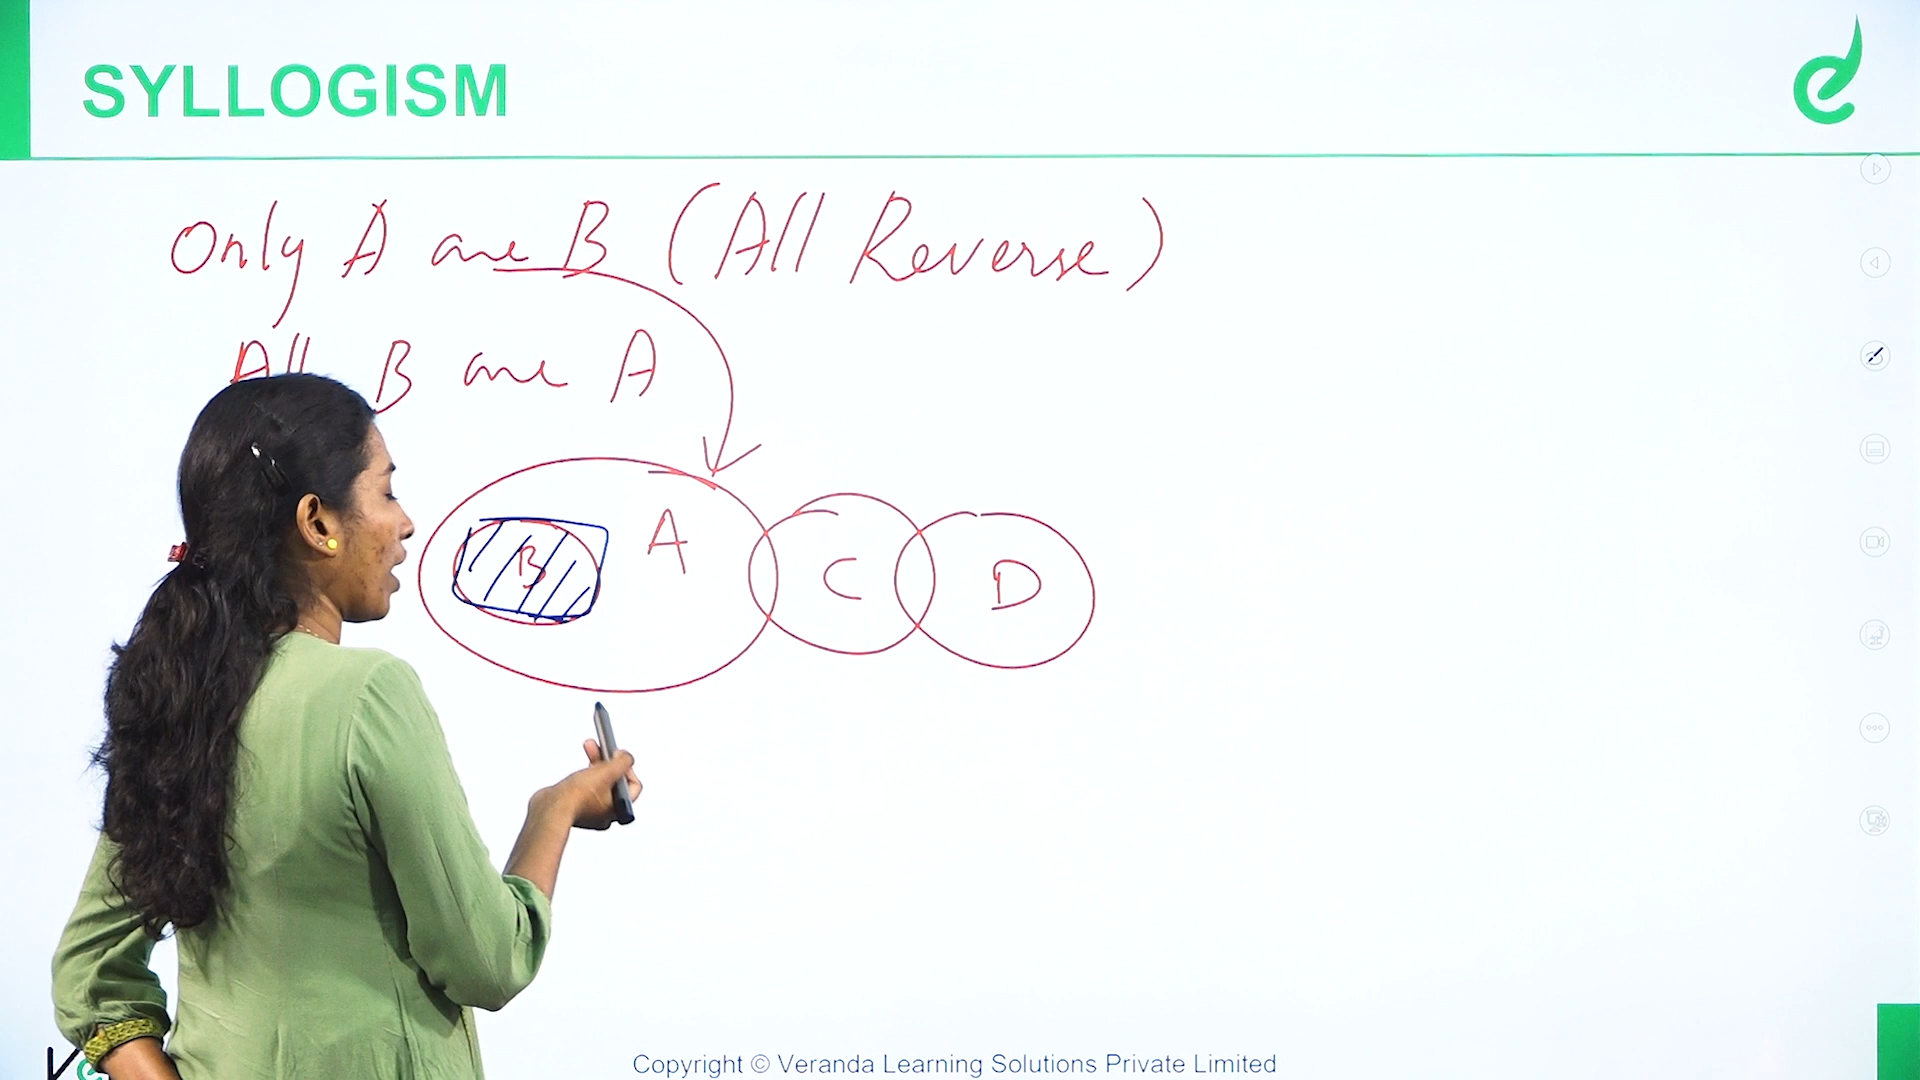 SYLLOGISM
Only A are B (All Reverse)
All B are A
B A C D
Copyright © Veranda Learning Solutions Private Limited